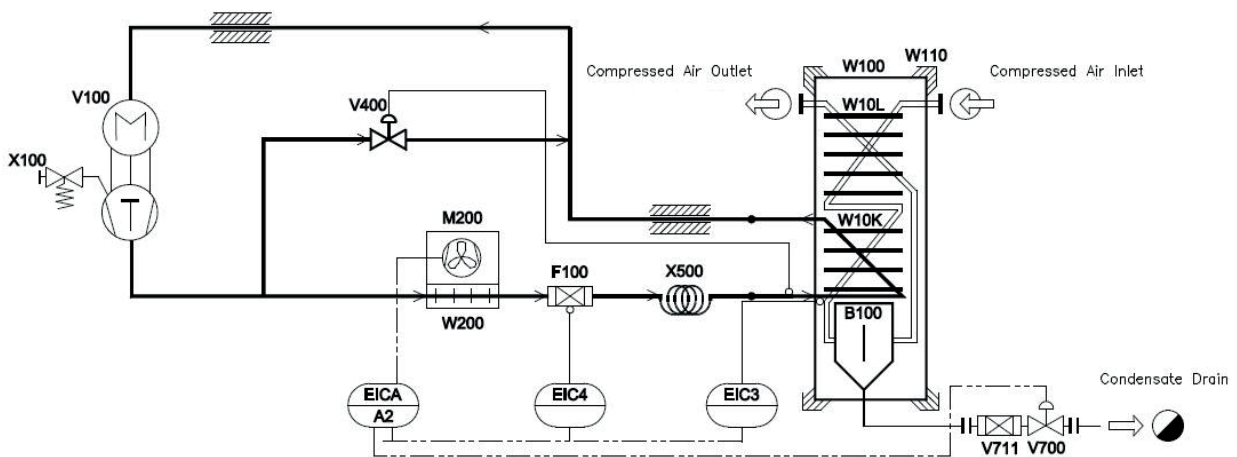 W110
Compressed Air Outlet
W100
Compressed Air Inlet
V100
V400
W10L
X100
M200
W10K
F100
X500
W200
B100
EICA
A2
EIC4
EIC3
Condensate Drain
V711
V700